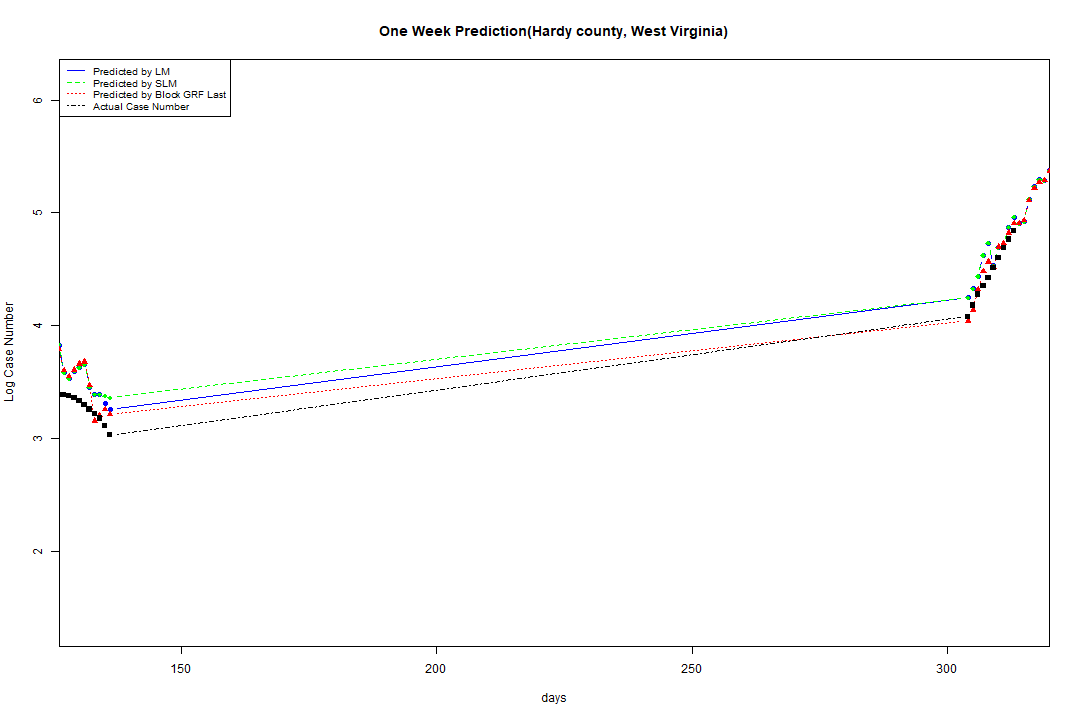 One Week Prediction(Hardy county, West Virginia)
Predicted by LM
Predicted by SLM
Predicted by Block GRF Last
Actual Case Number
6
5
4
3
2
Log Case Number
150 200 250 300
days